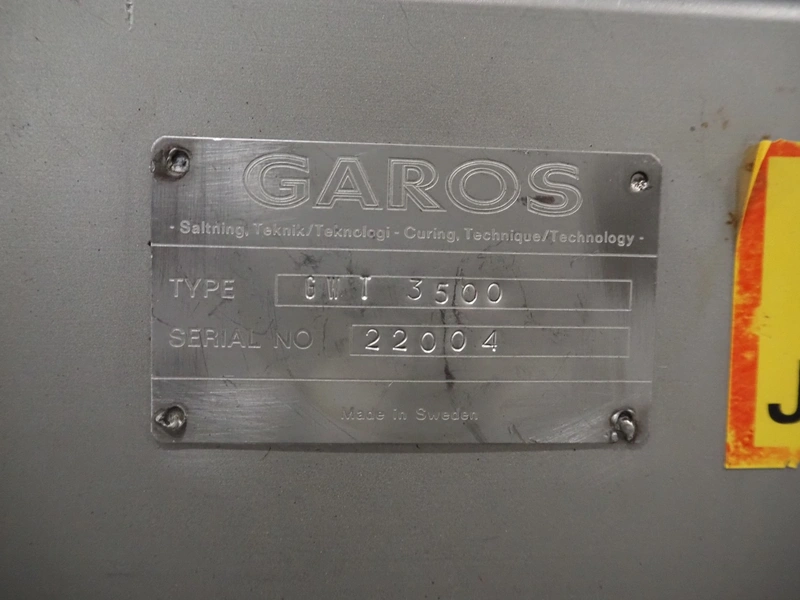 GAROS
- Saltning, Teknik/Teknologi - Curing, Technique/Technology -
TYPE GWT 3500
SERIAL NO 22004
Made in Sweden
J